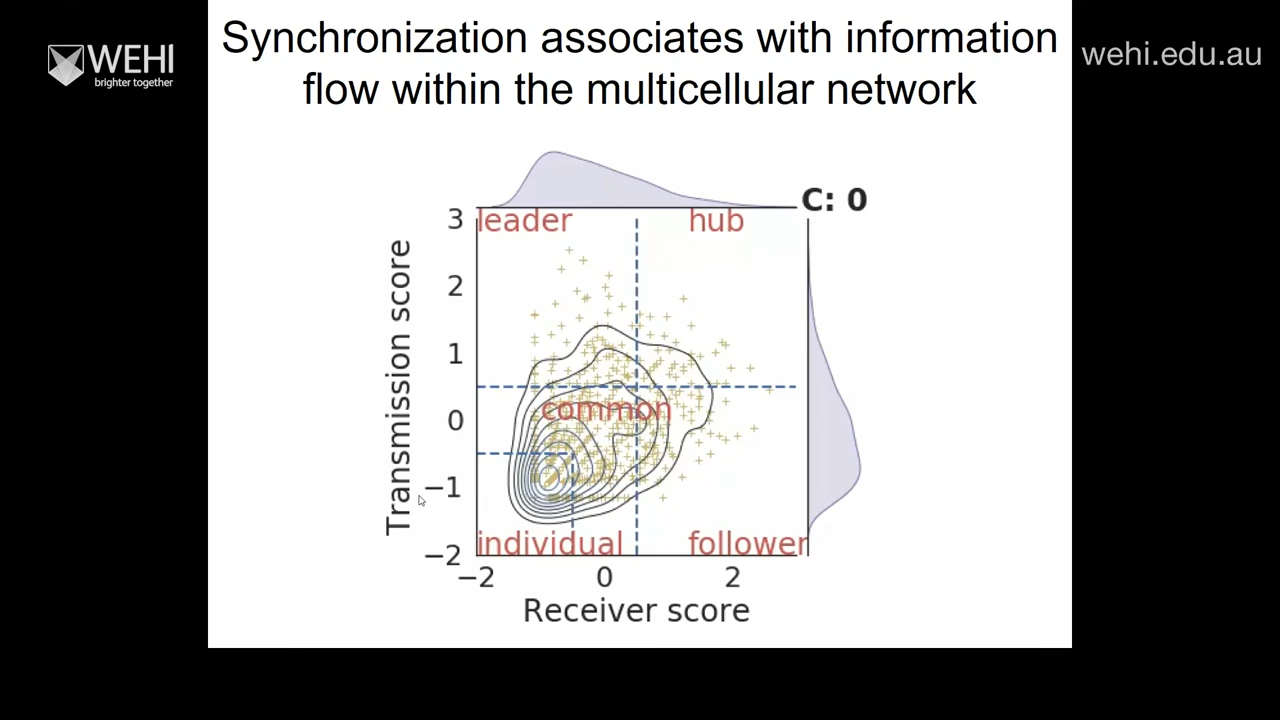 Synchronization associates with information
flow within the multicellular network
WEHI
brighter together
wehi.edu.au
C: 0
leader
hub
3
2
1
0
−1
−2
Transmission score
common
individual
follower
−2
0
2
Receiver score